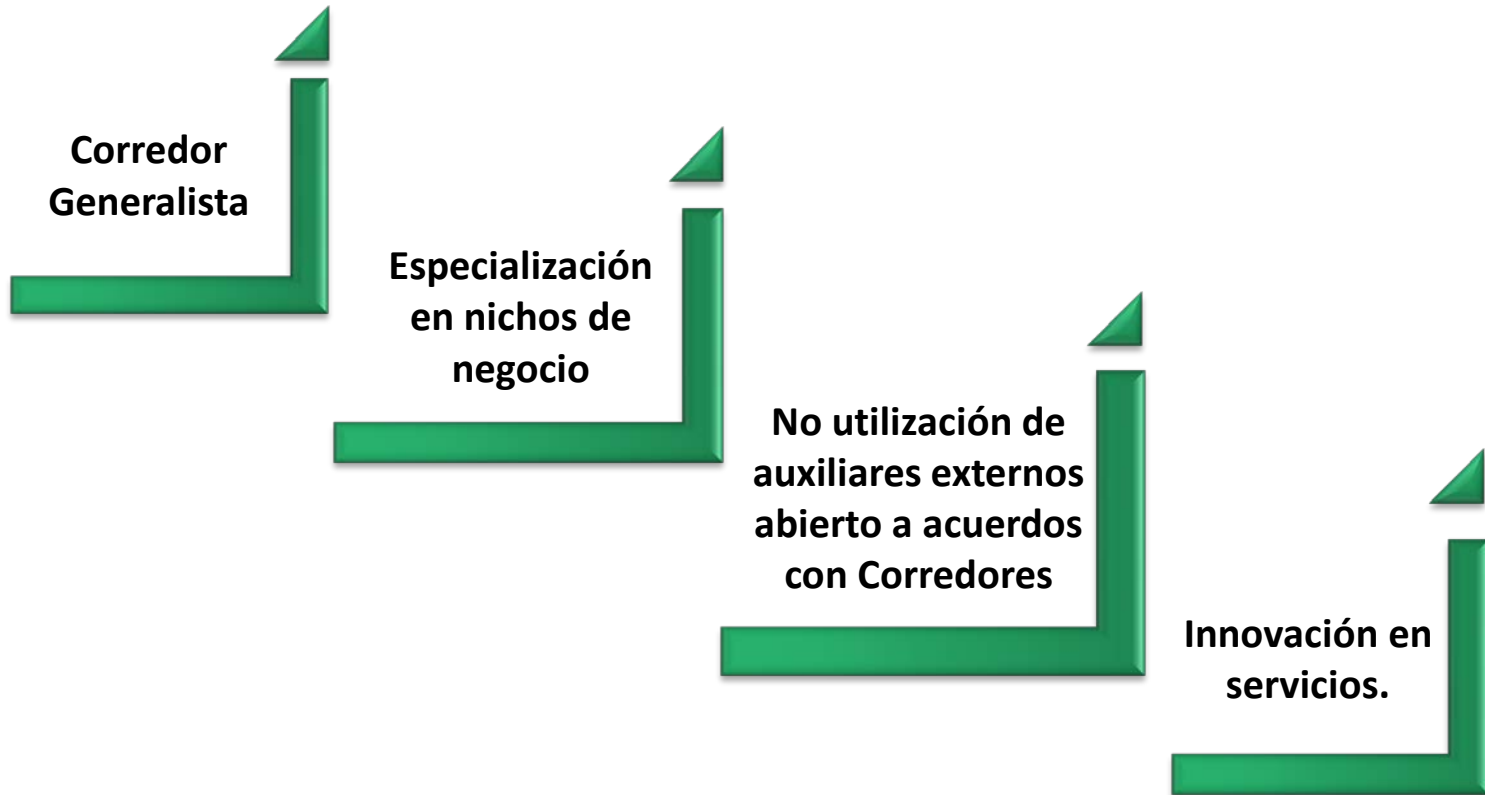 Corredor
Generalista
Especialización
en nichos de
negocio
No utilización de
auxiliares externos
abierto a acuerdos
con Corredores
Innovación en
servicios.